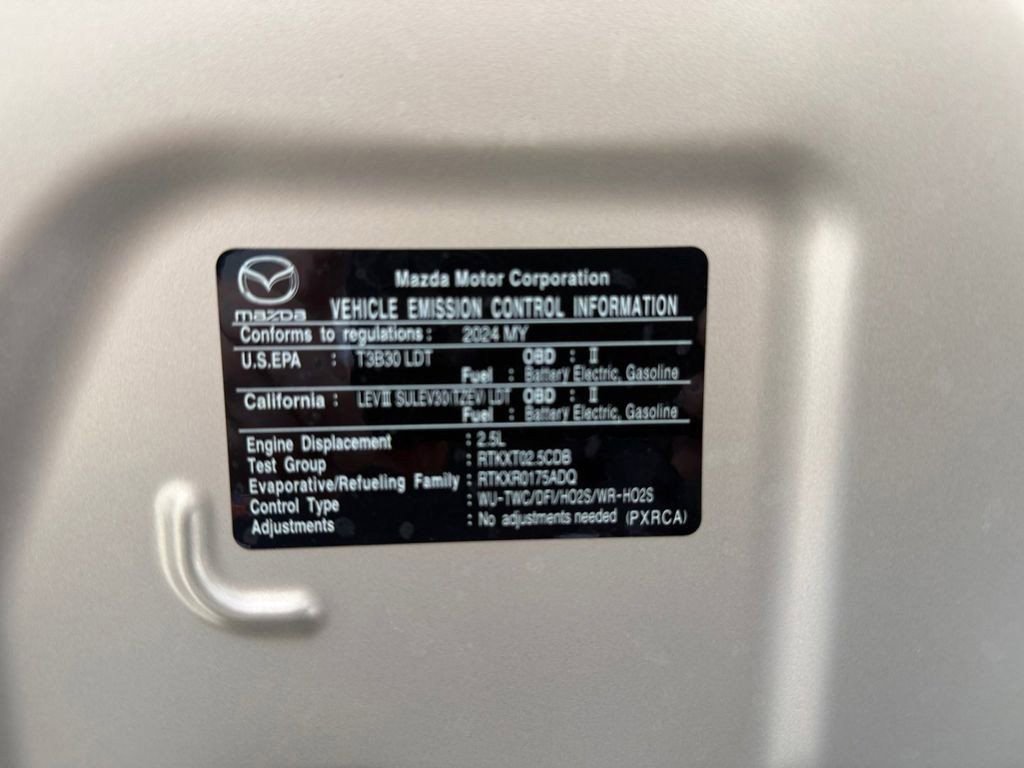 Mazda Motor Corporation
mazda VEHICLE EMISSION CONTROL INFORMATION
Conforms to regulations : 2024 MY
U.S.EPA : T3B30 LDT OBD : II
Fuel : Battery Electric, Gasoline
California : LEVIII SULEV30(TZEV) LDT OBD : II
Fuel : Battery Electric, Gasoline
Engine Displacement : 2.5L
Test Group : RTKXT02.5CDB
Evaporative/Refueling Family : RTKXR0175ADQ
Control Type : WU-TWC/DFI/HO2S/WR-HO2S
Adjustments : No adjustments needed (PXRCA)